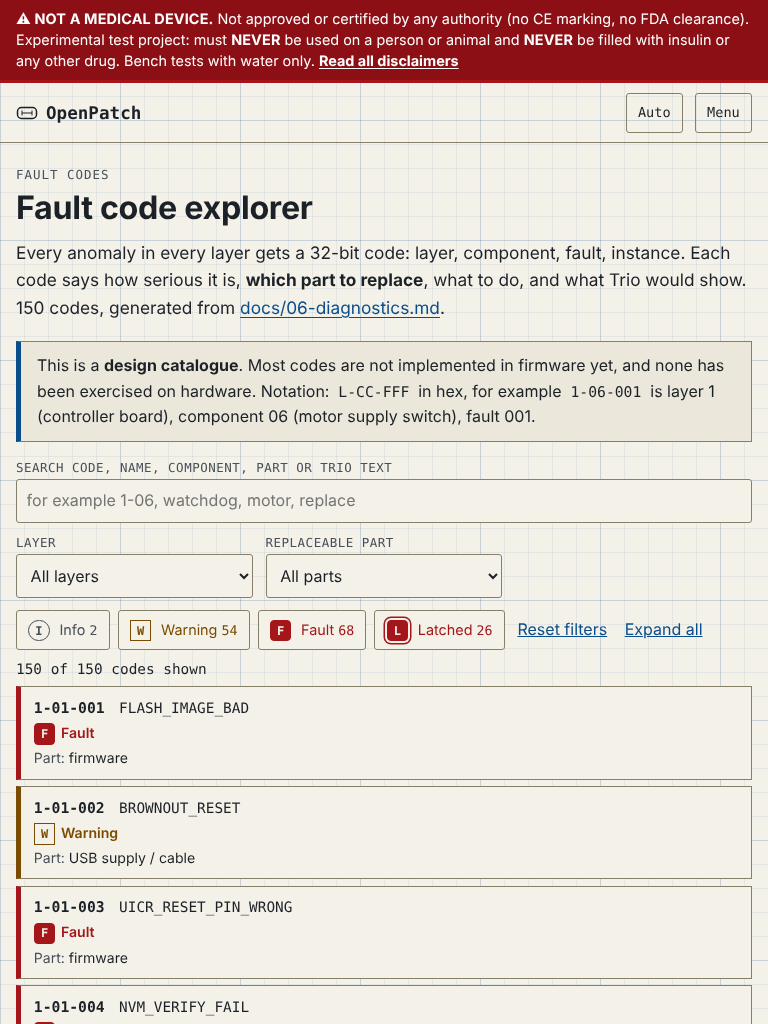 ⚠ NOT A MEDICAL DEVICE. Not approved or certified by any authority (no CE marking, no FDA clearance).
Experimental test project: must NEVER be used on a person or animal and NEVER be filled with insulin or
any other drug. Bench tests with water only. Read all disclaimers
OpenPatch
Auto
Menu
FAULT CODES
Fault code explorer
Every anomaly in every layer gets a 32-bit code: layer, component, fault, instance. Each
code says how serious it is, which part to replace, what to do, and what Trio would show.
150 codes, generated from docs/06-diagnostics.md.
This is a design catalogue. Most codes are not implemented in firmware yet, and none has
been exercised on hardware. Notation: L-CC-FFF in hex, for example 1-06-001 is layer 1
(controller board), component 06 (motor supply switch), fault 001.
SEARCH CODE, NAME, COMPONENT, PART OR TRIO TEXT
for example 1-06, watchdog, motor, replace
LAYER
REPLACEABLE PART
All layers
All parts
I Info 2
W Warning 54
F Fault 68
L Latched 26
Reset filters
Expand all
150 of 150 codes shown
1-01-001 FLASH_IMAGE_BAD
F Fault
Part: firmware
1-01-002 BROWNOUT_RESET
W Warning
Part: USB supply / cable
1-01-003 UICR_RESET_PIN_WRONG
F Fault
Part: firmware
1-01-004 NVM_VERIFY_FAIL